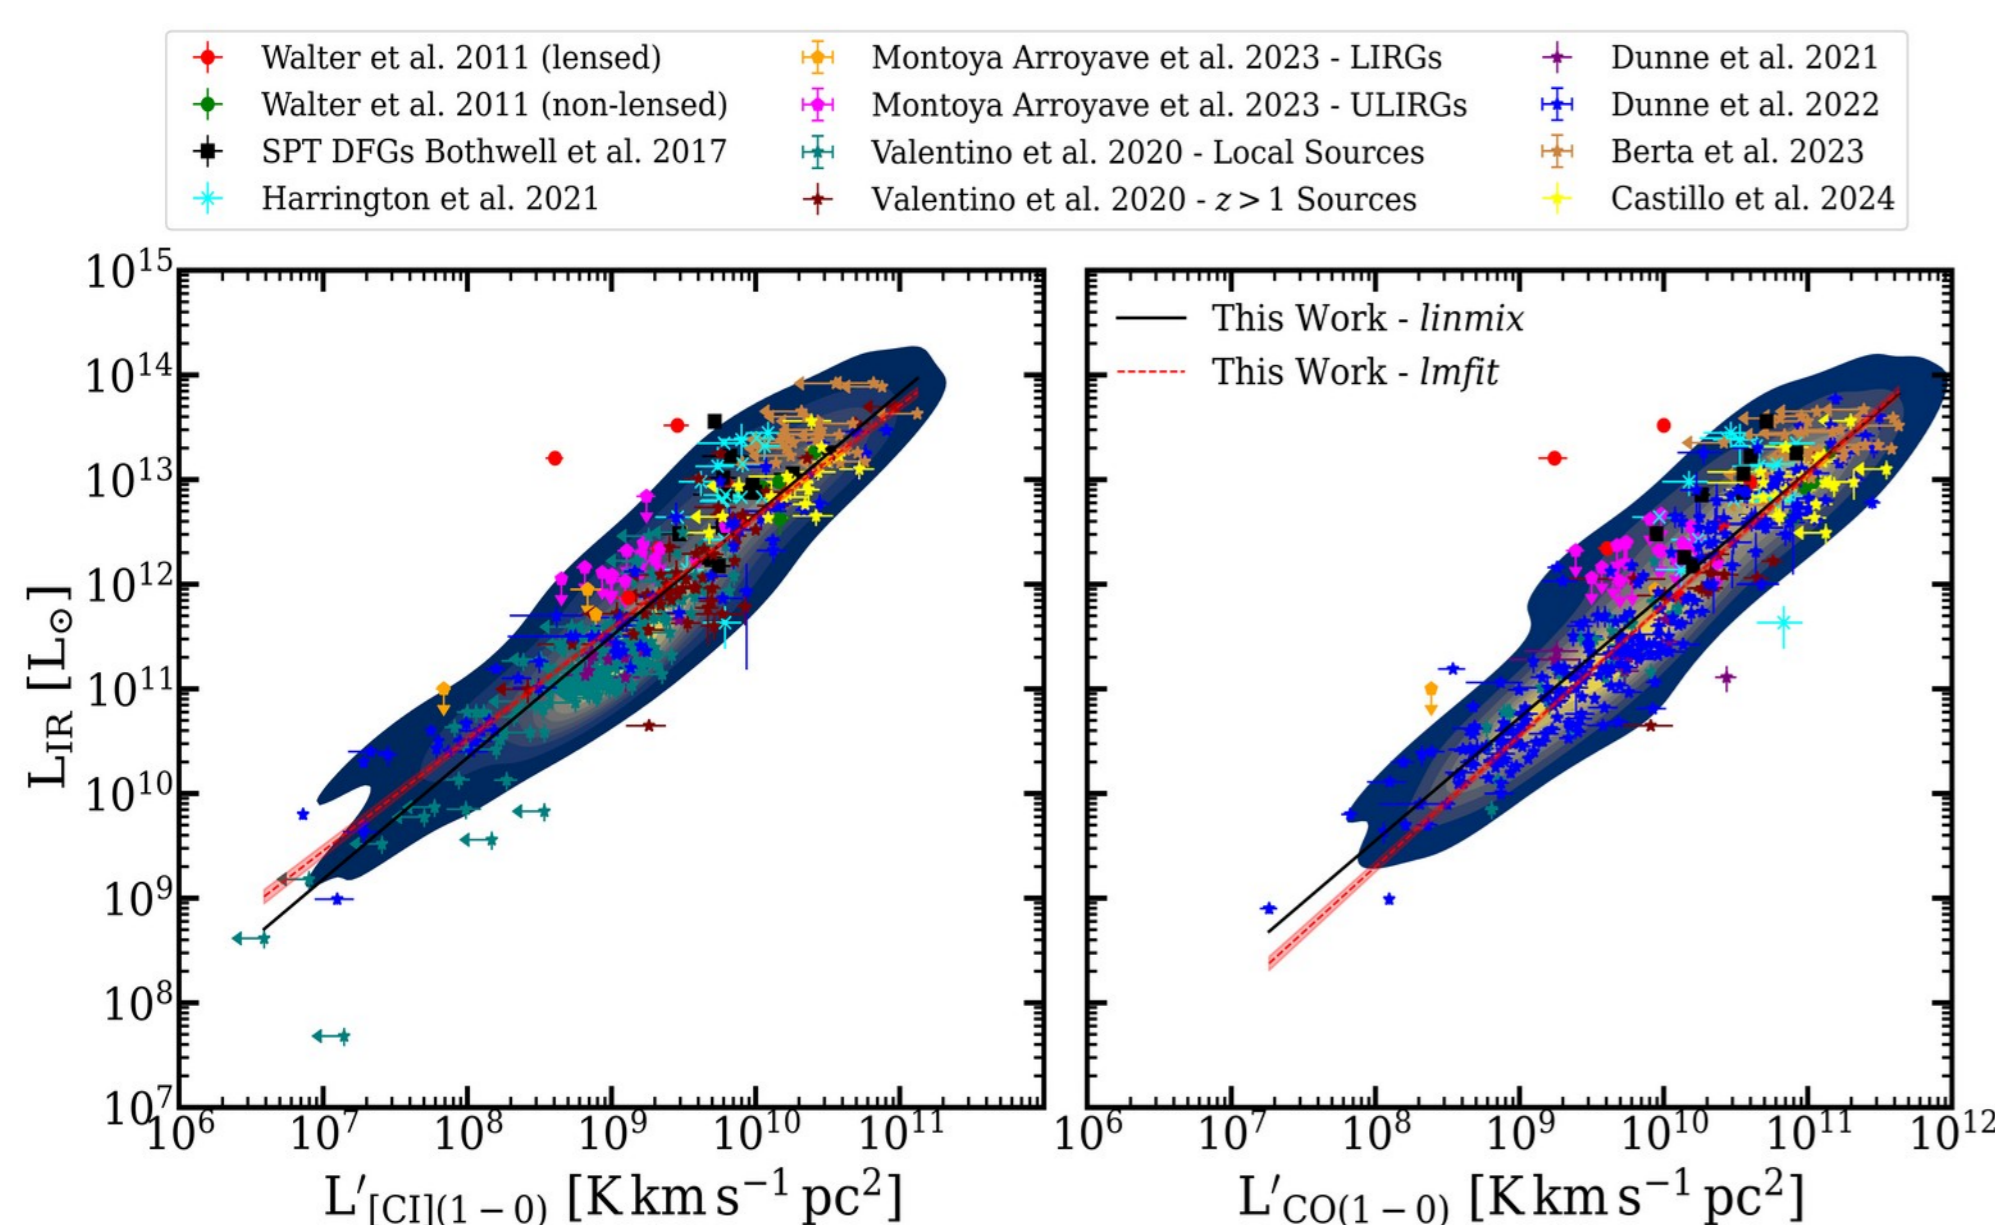 Walter et al. 2011 (lensed)
Walter et al. 2011 (non-lensed)
SPT DFGs Bothwell et al. 2017
Harrington et al. 2021
Montoya Arroyave et al. 2023 - LIRGs
Montoya Arroyave et al. 2023 - ULIRGs
Valentino et al. 2020 - Local Sources
Valentino et al. 2020 - z > 1 Sources
Dunne et al. 2021
Dunne et al. 2022
Berta et al. 2023
Castillo et al. 2024
L_IR [L⊙]
10^15
10^14
10^13
10^12
10^11
10^10
10^9
10^8
10^7
10^6 10^7 10^8 10^9 10^10 10^11
L′_[CI](1−0) [K km s^−1 pc^2]
This Work - linmix
This Work - lmfit
10^6 10^7 10^8 10^9 10^10 10^11 10^12
L′_CO(1−0) [K km s^−1 pc^2]